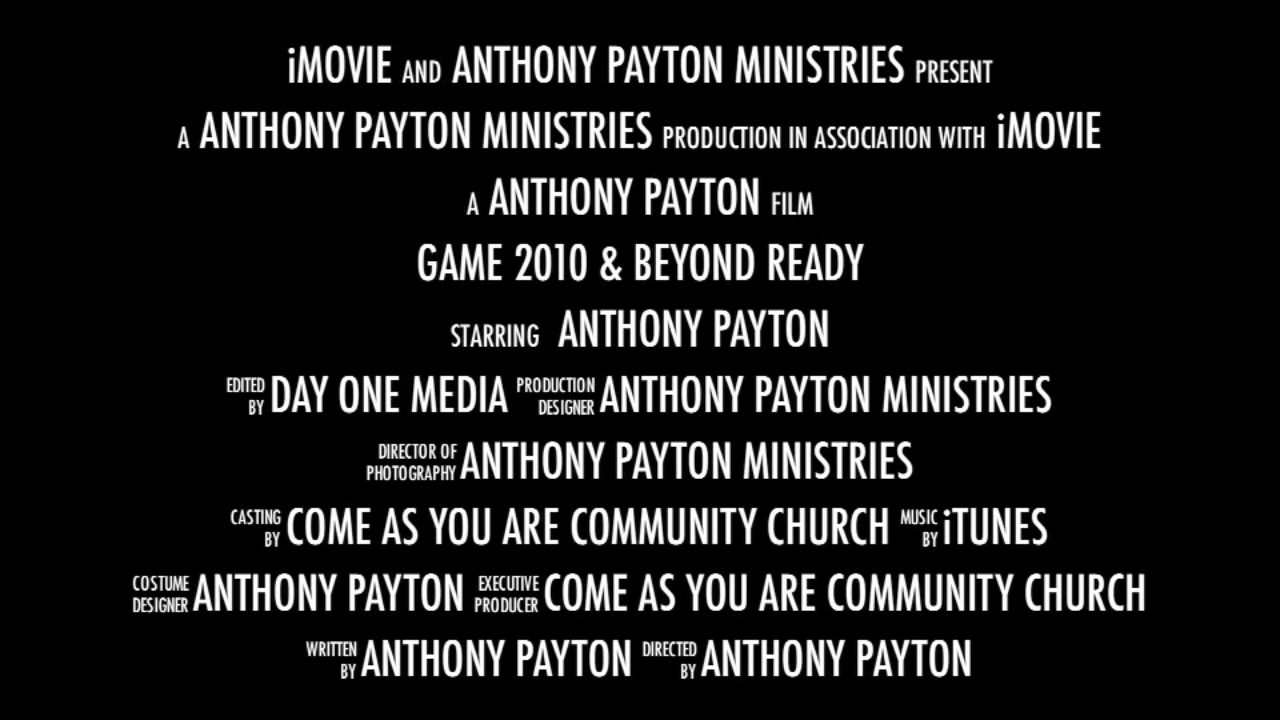 iMOVIE AND ANTHONY PAYTON MINISTRIES PRESENT
A ANTHONY PAYTON MINISTRIES PRODUCTION IN ASSOCIATION WITH iMOVIE
A ANTHONY PAYTON FILM
GAME 2010 & BEYOND READY
STARRING ANTHONY PAYTON
EDITED BY DAY ONE MEDIA PRODUCTION DESIGNER ANTHONY PAYTON MINISTRIES
DIRECTOR OF PHOTOGRAPHY ANTHONY PAYTON MINISTRIES
CASTING BY COME AS YOU ARE COMMUNITY CHURCH MUSIC BY iTUNES
COSTUME DESIGNER ANTHONY PAYTON EXECUTIVE PRODUCER COME AS YOU ARE COMMUNITY CHURCH
WRITTEN BY ANTHONY PAYTON DIRECTED BY ANTHONY PAYTON